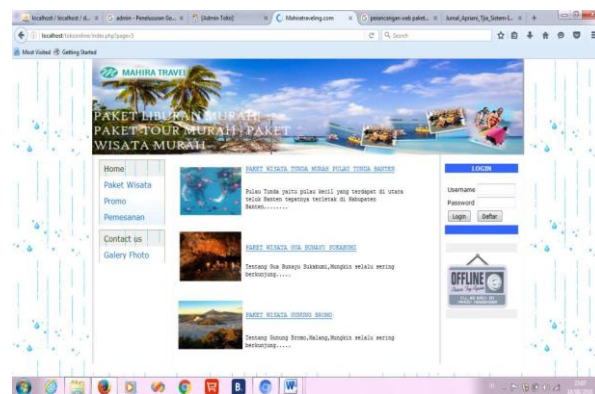 localhost / localhost / d...
admin - Penelusuran Go...
[Admin Toko]
Mahiratraveling.com
perancangan web paket...
Jurnal_Apriani_Tja_Sistem-I...
localhost/tokoonline/index.php?page=3
Search
Most Visited
Getting Started
MAHIRA TRAVEL
PAKET LIBURAN MURAH |
PAKET TOUR MURAH | PAKET
WISATA MURAH
Home
Paket Wisata
Promo
Pemesanan
Contact us
Galery Photo
PAKET WISATA TUNDA MURAH PULAU TUNDA BANTEN
Pulau Tunda yaitu pulau kecil yang terdapat di utara
teluk Banten tepatnya terletak di Kabupaten
Banten........
PAKET WISATA GUA BUNAYU SUKABUMI
Tentang Gua Bunayu Sukabumi,Mungkin selalu sering
berkunjung.....
PAKET WISATA GUNUNG BROMO
Tentang Gunung Bromo,Malang,Mungkin selalu sering
berkunjung.....
LOGIN
Username
Password
Login
Daftar
OFFLINE